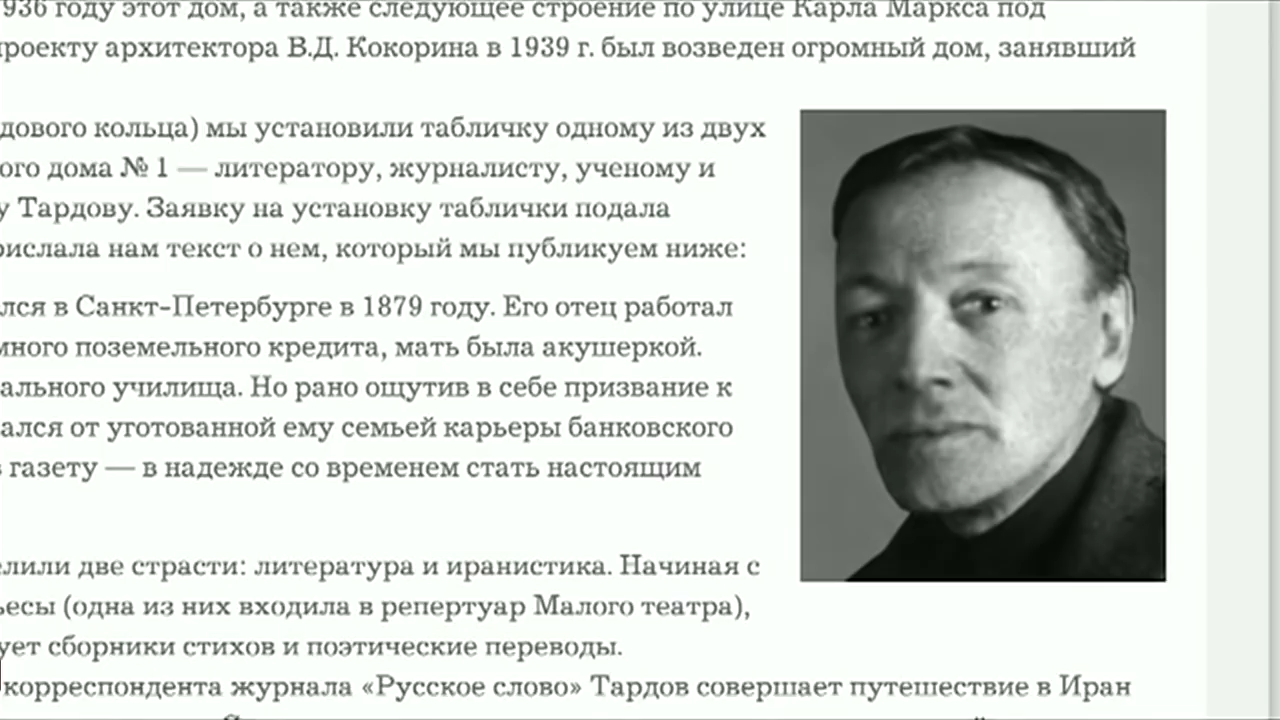 1936 году этот дом, а также следующее строение по улице Карла Маркса под
проекту архитектора В.Д. Кокорина в 1939 г. был возведен огромный дом, занявший
дового кольца) мы установили табличку одному из двух
ого дома № 1 — литератору, журналисту, ученому и
у Тардову. Заявку на установку таблички подала
рислала нам текст о нем, который мы публикуем ниже:
лся в Санкт-Петербурге в 1879 году. Его отец работал
много поземельного кредита, мать была акушеркой.
ального училища. Но рано ощутив в себе призвание к
ался от уготованной ему семьей карьеры банковского
в газету — в надежде со временем стать настоящим
елили две страсти: литература и иранистика. Начиная с
ьесы (одна из них входила в репертуар Малого театра),
ует сборники стихов и поэтические переводы.
корреспондента журнала «Русское слово» Тардов совершает путешествие в Иран